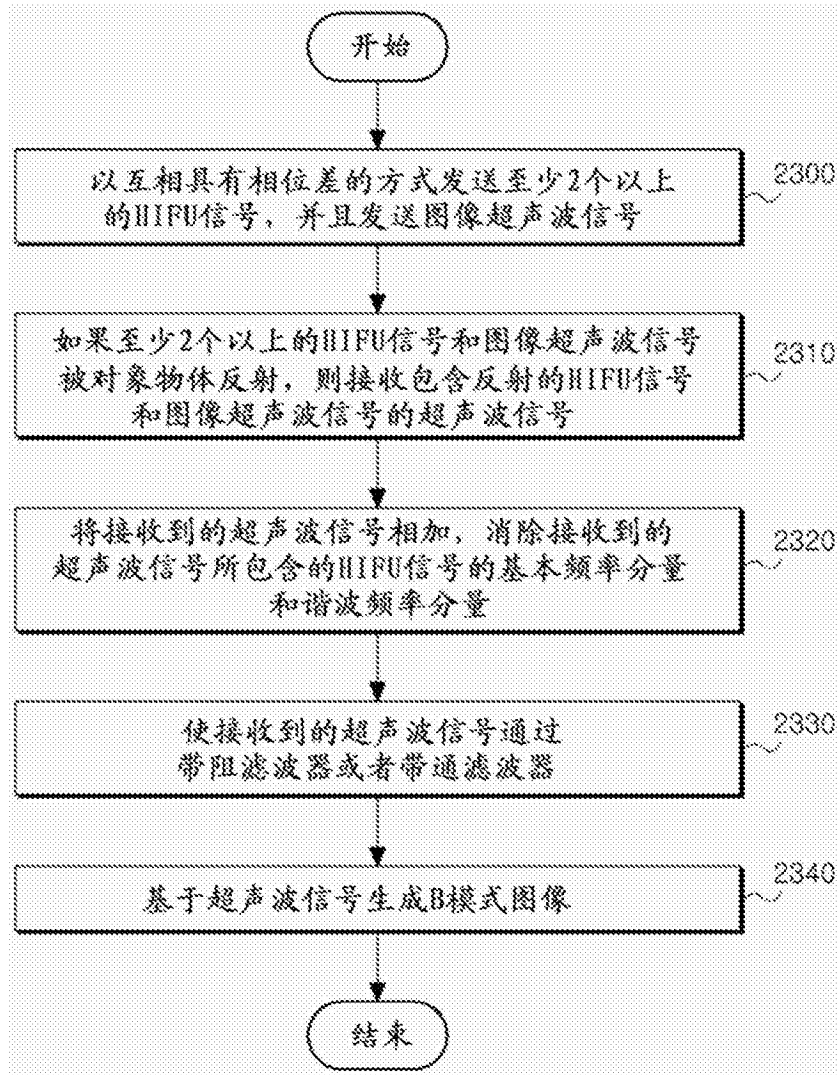 开始
以互相具有相位差的方式发送至少2个以上
的HIFU信号，并且发送图像超声波信号
2300
如果至少2个以上的HIFU信号和图像超声波信号
被对象物体反射，则接收包含反射的HIFU信号
和图像超声波信号的超声波信号
2310
将接收到的超声波信号相加，消除接收到的
超声波信号所包含的HIFU信号的基本频率分量
和谐波频率分量
2320
使接收到的超声波信号通过
带阻滤波器或者带通滤波器
2330
基于超声波信号生成B模式图像
2340
结束